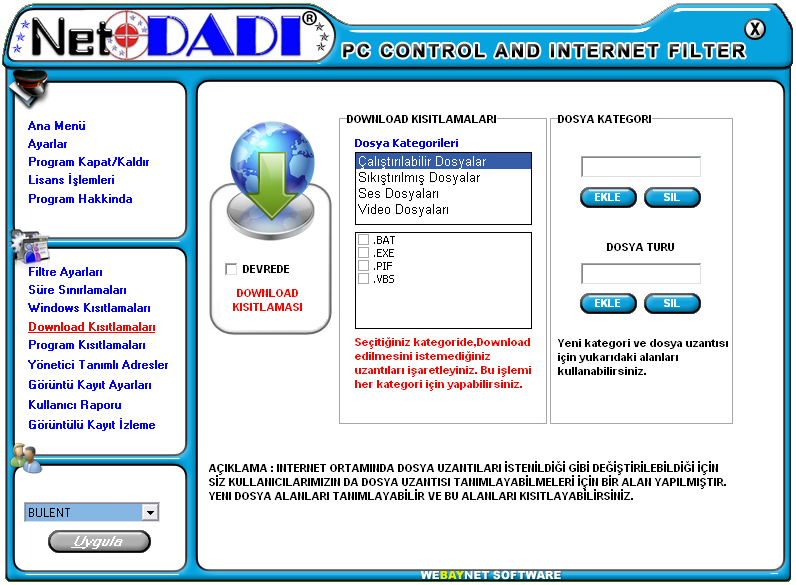 Net DADI ®
PC CONTROL AND INTERNET FILTER
X
Ana Menü
Ayarlar
Program Kapat/Kaldır
Lisans İşlemleri
Program Hakkında
Filtre Ayarları
Süre Sınırlamaları
Windows Kısıtlamaları
Download Kısıtlamaları
Program Kısıtlamaları
Yönetici Tanımlı Adresler
Görüntü Kayıt Ayarları
Kullanıcı Raporu
Görüntülü Kayıt İzleme
BULENT
Uygula
DEVREDE
DOWNLOAD
KISITLAMASI
DOWNLOAD KISITLAMALARI
Dosya Kategorileri
Çalıştırılabilir Dosyalar
Sıkıştırılmış Dosyalar
Ses Dosyaları
Video Dosyaları
.BAT
.EXE
.PIF
.VBS
Seçitiğiniz kategoride,Download
edilmesini istemediğiniz
uzantıları işaretleyiniz. Bu işlemi
her kategori için yapabilirsiniz.
DOSYA KATEGORI
EKLE SIL
DOSYA TURU
EKLE SIL
Yeni kategori ve dosya uzantısı
için yukarıdaki alanları
kullanabilirsiniz.
AÇIKLAMA : INTERNET ORTAMINDA DOSYA UZANTILARI İSTENİLDİĞİ GİBİ DEĞİŞTİRİLEBİLDİĞİ İÇİN
SİZ KULLANICILARIMIZIN DA DOSYA UZANTISI TANIMLAYABİLMELERİ İÇİN BİR ALAN YAPILMIŞTIR.
YENI DOSYA ALANLARI TANIMLAYABİLİR VE BU ALANLARI KISITLAYABİLİRSİNİZ.
WEBAYNET SOFTWARE